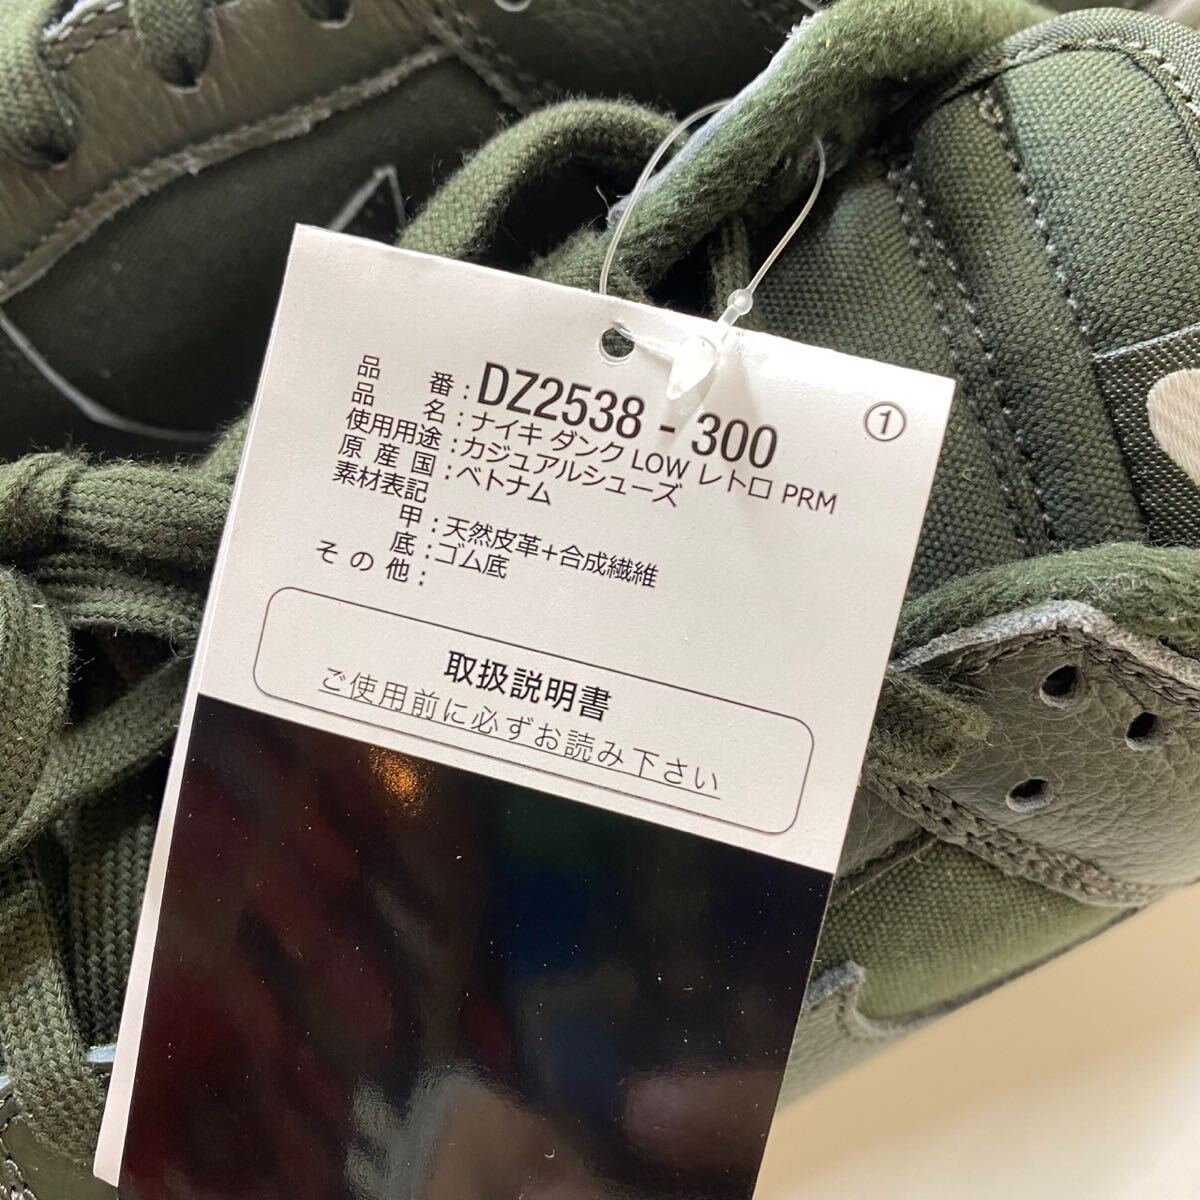 品番：DZ2538 - 300
①
品名：ナイキ ダンク LOW レトロ PRM
使用用途：カジュアルシューズ
原産国：ベトナム
素材表記
甲：天然皮革+合成繊維
底：ゴム底
その他：
取扱説明書
ご使用前に必ずお読み下さい